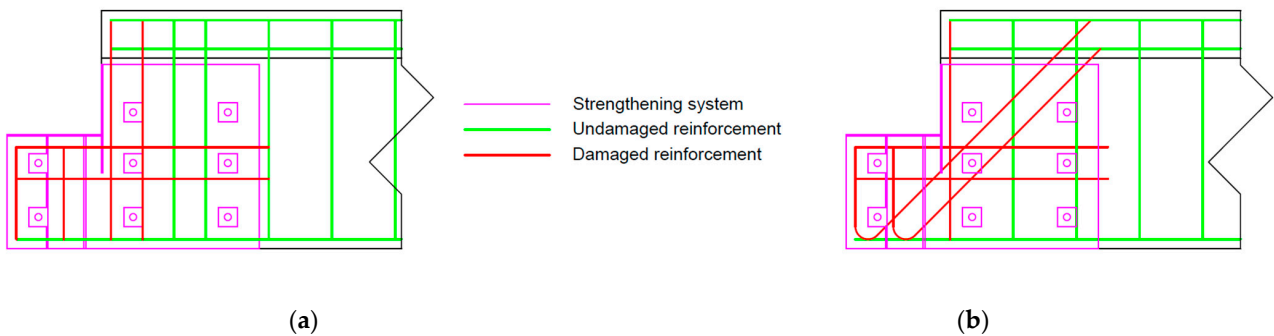 Strengthening system
Undamaged reinforcement
Damaged reinforcement
(a)
(b)